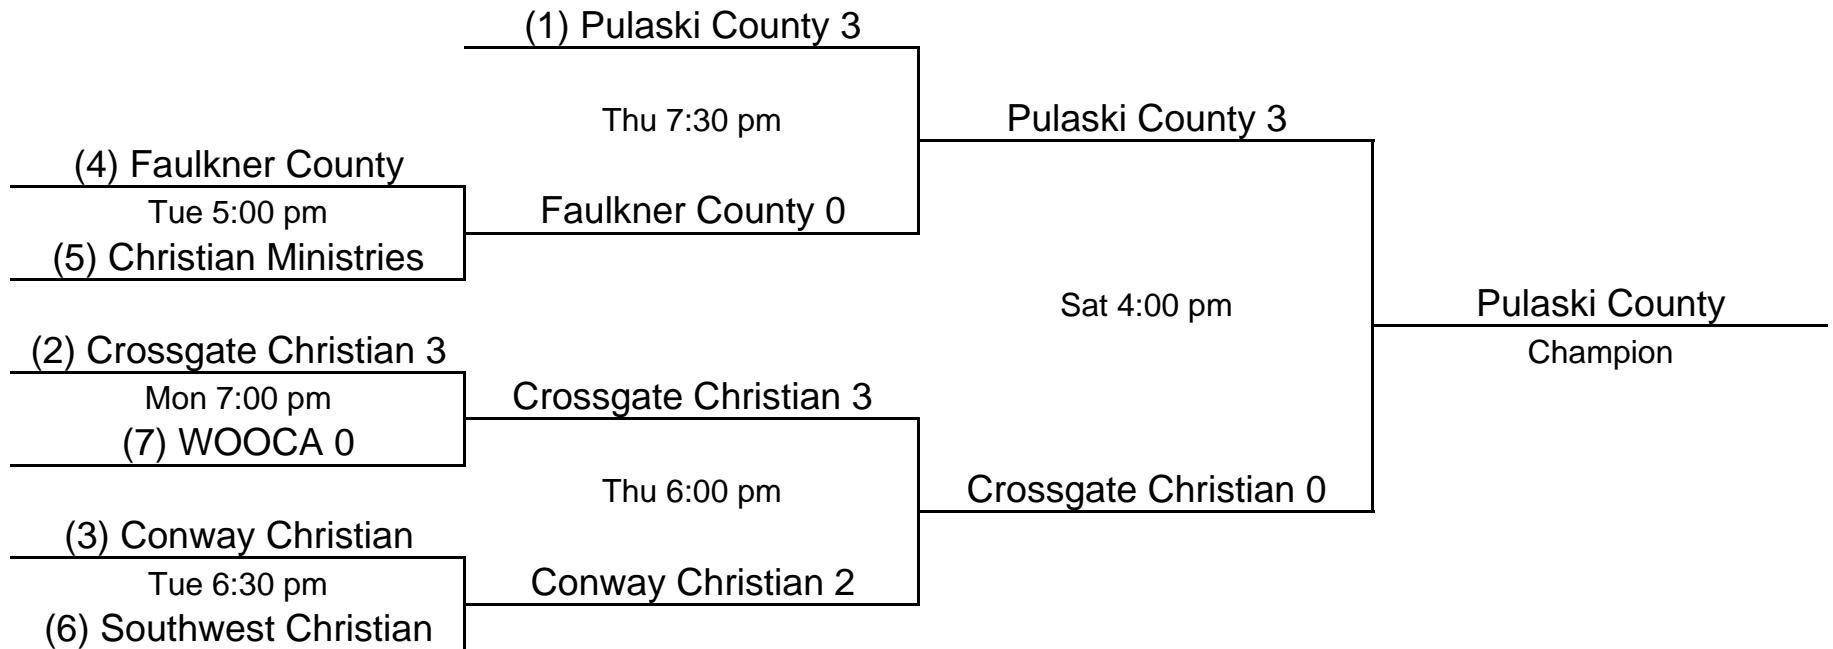 (1) Pulaski County 3
Thu 7:30 pm
Pulaski County 3
(4) Faulkner County
Tue 5:00 pm
Faulkner County 0
(5) Christian Ministries
Sat 4:00 pm
Pulaski County
Champion
(2) Crossgate Christian 3
Mon 7:00 pm
Crossgate Christian 3
(7) WOOCA 0
Thu 6:00 pm
Crossgate Christian 0
(3) Conway Christian
Tue 6:30 pm
Conway Christian 2
(6) Southwest Christian